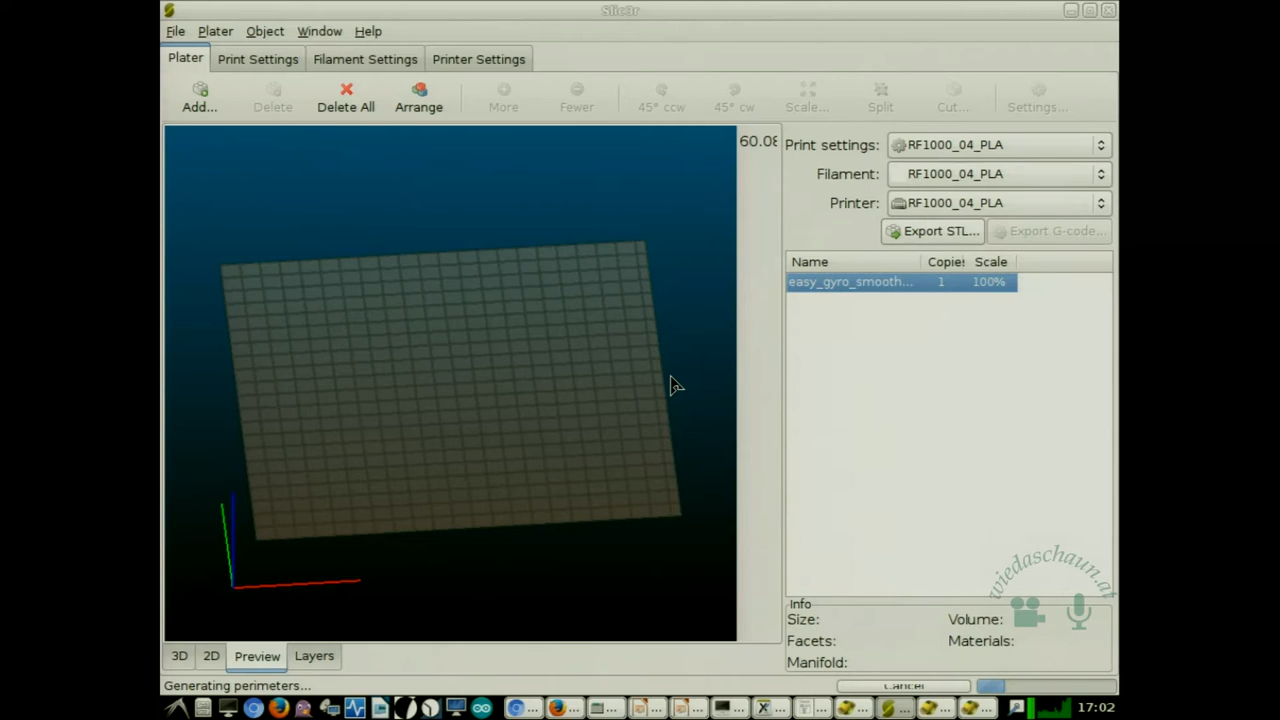 Slic3r
File Plater Object Window Help
Plater Print Settings Filament Settings Printer Settings
Add... Delete Delete All Arrange More Fewer 45° ccw 45° cw Scale... Split Cut... Settings...
60.08
Print settings: RF1000_04_PLA
Filament: RF1000_04_PLA
Printer: RF1000_04_PLA
Export STL... Export G-code...
Name Copies Scale
easy_gyro_smooth... 1 100%
wiedaschaun.at
Info
Size: Volume:
Facets: Materials:
Manifold:
3D 2D Preview Layers
Generating perimeters... Cancel
17:02